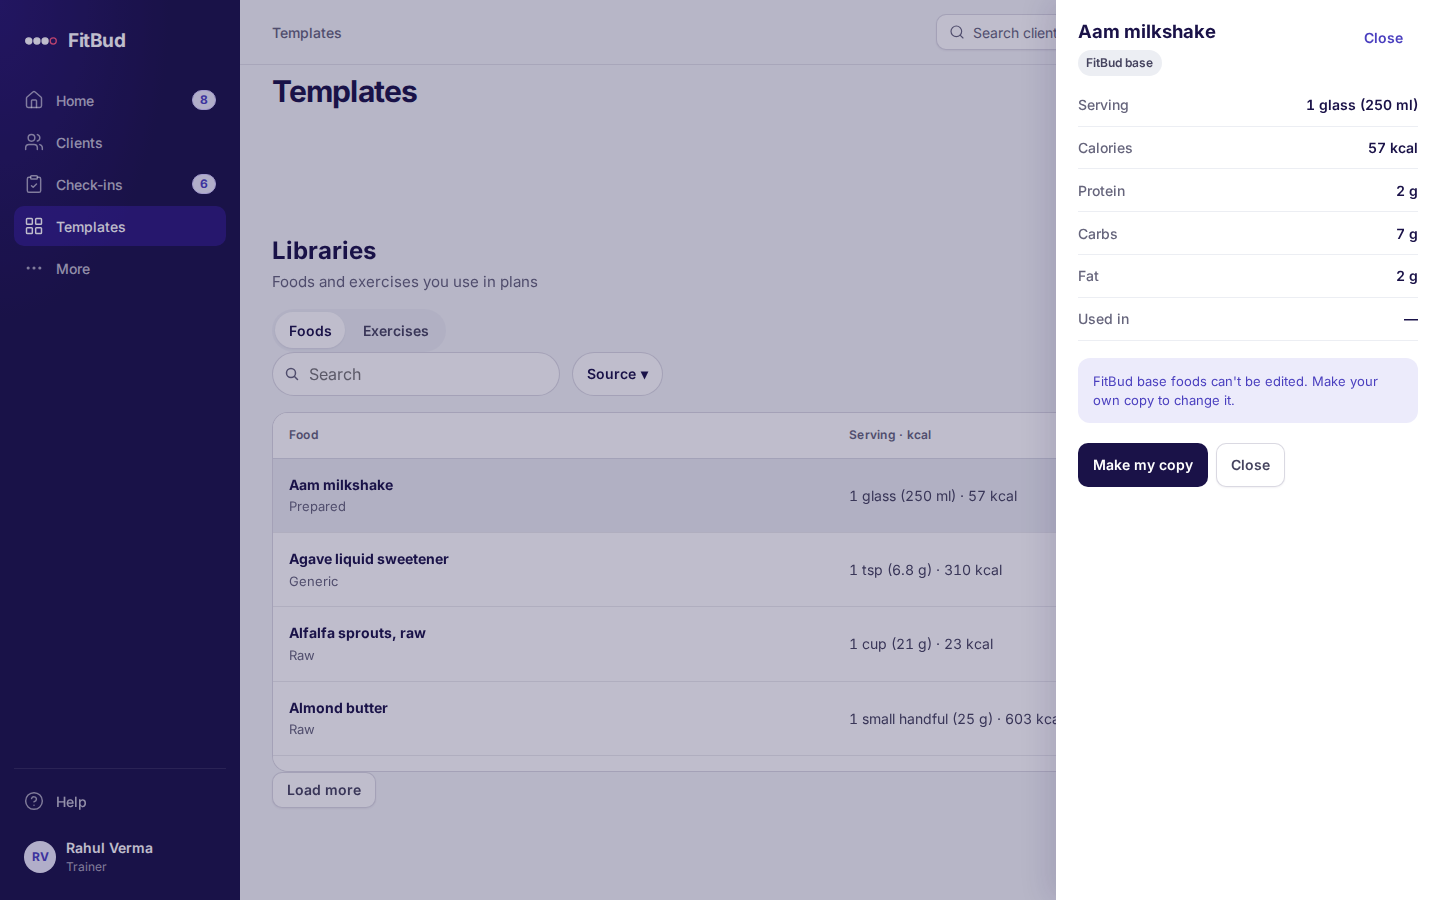 FitBud
Home
8
Clients
Check-ins
6
Templates
More
Help
RV
Rahul Verma
Trainer
Templates
Search client
Templates
Libraries
Foods and exercises you use in plans
Foods
Exercises
Search
Source ▾
Food
Serving · kcal
Aam milkshake
Prepared
1 glass (250 ml) · 57 kcal
Agave liquid sweetener
Generic
1 tsp (6.8 g) · 310 kcal
Alfalfa sprouts, raw
Raw
1 cup (21 g) · 23 kcal
Almond butter
Raw
1 small handful (25 g) · 603 kca
Load more
Aam milkshake
Close
FitBud base
Serving
1 glass (250 ml)
Calories
57 kcal
Protein
2 g
Carbs
7 g
Fat
2 g
Used in
—
FitBud base foods can't be edited. Make your
own copy to change it.
Make my copy
Close